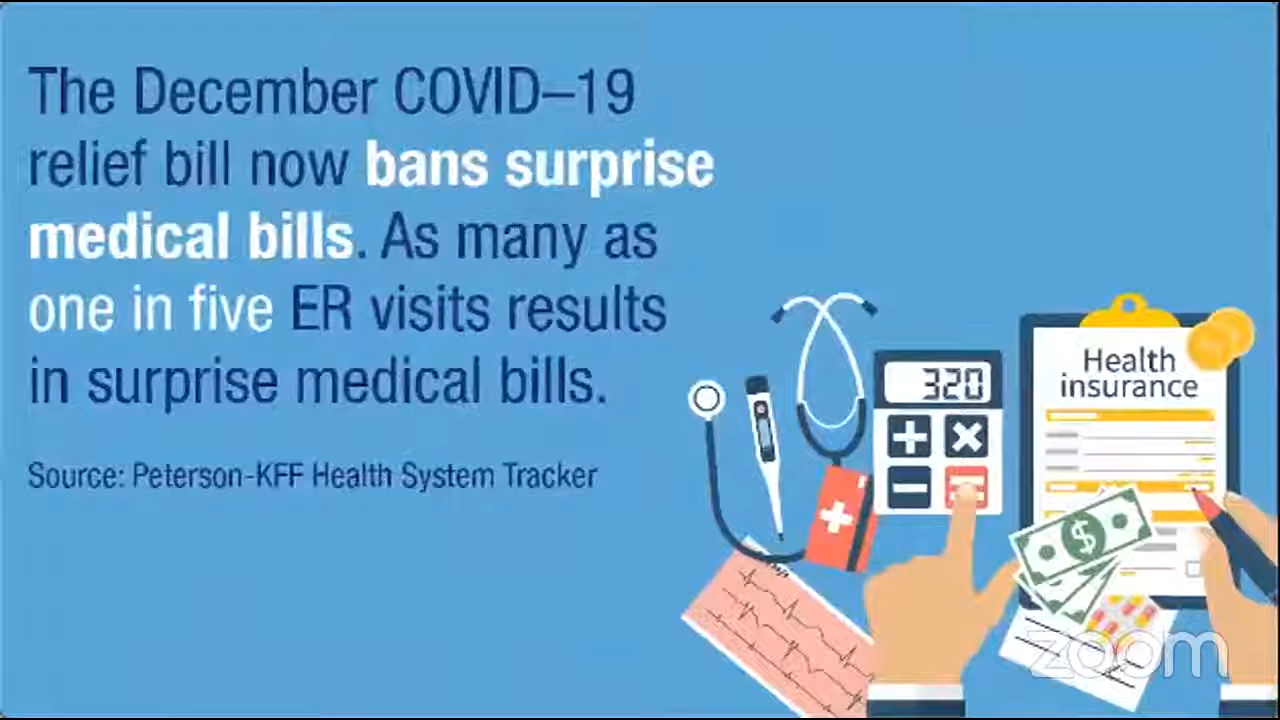 The December COVID–19
relief bill now bans surprise
medical bills. As many as
one in five ER visits results
in surprise medical bills.
Source: Peterson-KFF Health System Tracker
320
Health
insurance
zoom